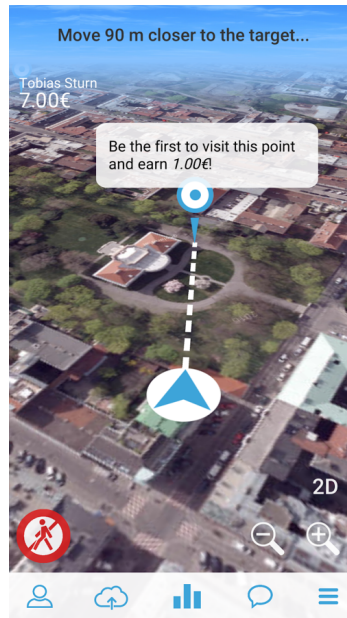 Move 90 m closer to the target...
Tobias Sturn
7.00€
Be the first to visit this point
and earn 1.00€!
2D